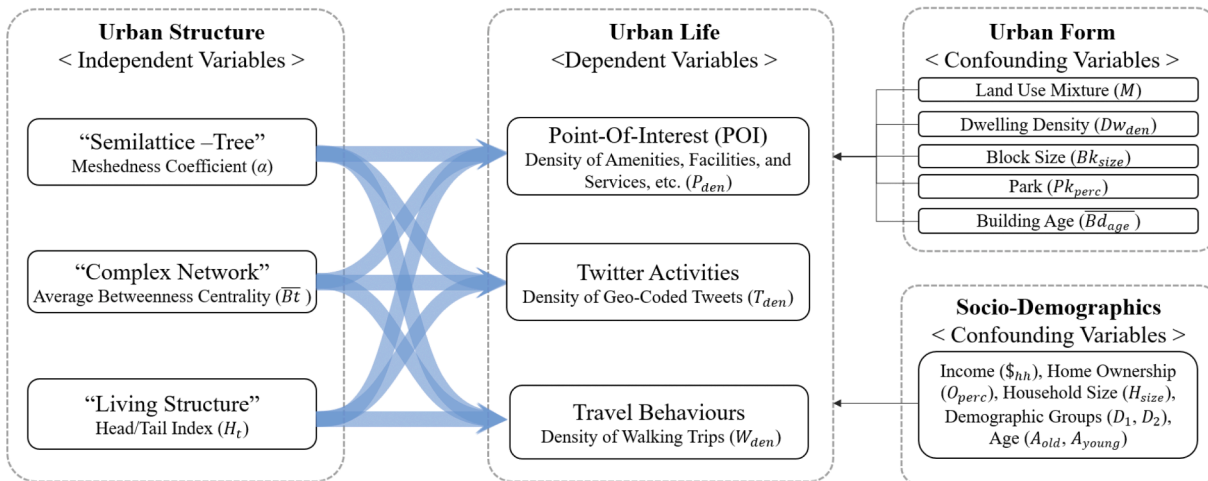 Urban Structure
< Independent Variables >
“Semilattice –Tree”
Meshedness Coefficient (α)
“Complex Network”
Average Betweenness Centrality (B̅t̅ )
“Living Structure”
Head/Tail Index (H_t)
Urban Life
<Dependent Variables >
Point-Of-Interest (POI)
Density of Amenities, Facilities, and
Services, etc. (P_den)
Twitter Activities
Density of Geo-Coded Tweets (T_den)
Travel Behaviours
Density of Walking Trips (W_den)
Urban Form
< Confounding Variables >
Land Use Mixture (M)
Dwelling Density (Dw_den)
Block Size (Bk_size)
Park (Pk_perc)
Building Age (B̅d̅_a̅g̅e̅)
Socio-Demographics
< Confounding Variables >
Income ($_hh), Home Ownership
(O_perc), Household Size (H_size),
Demographic Groups (D_1, D_2),
Age (A_old, A_young)